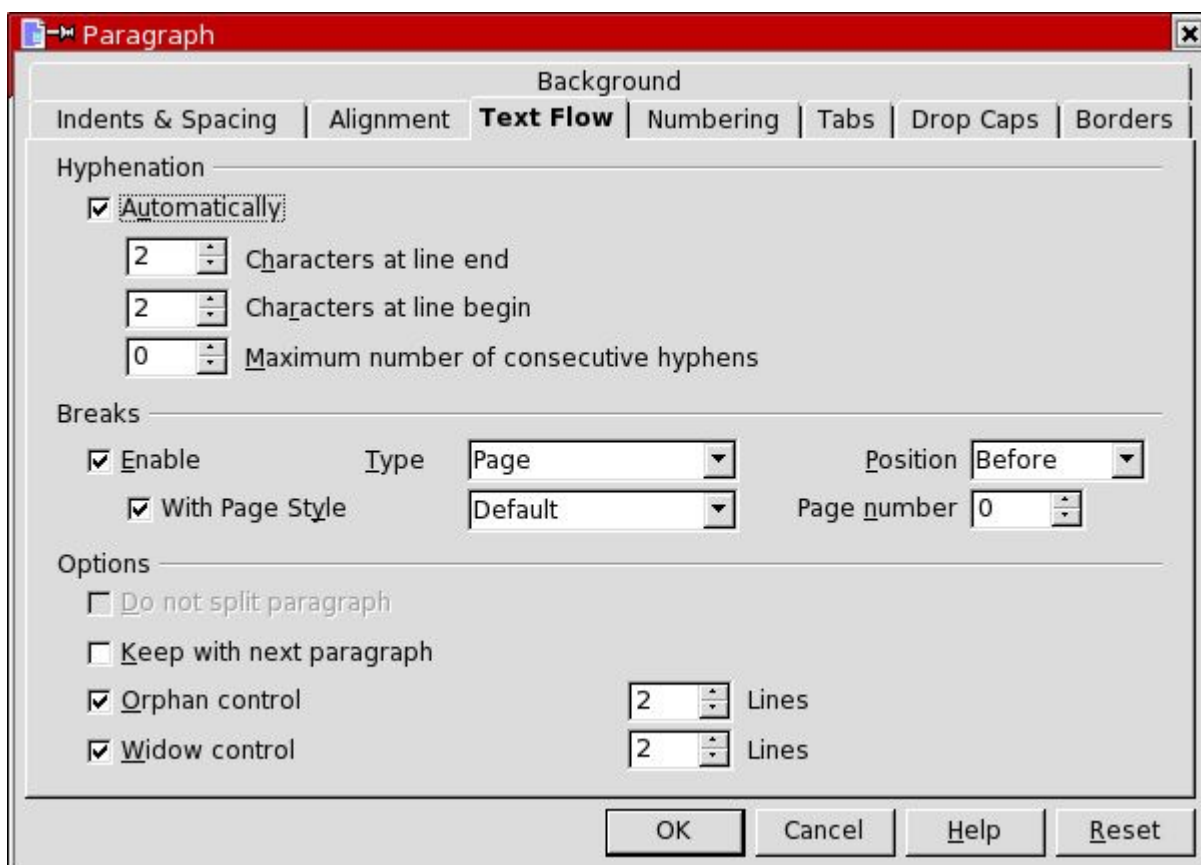 Paragraph
Background
Indents & Spacing Alignment Text Flow Numbering Tabs Drop Caps Borders
Hyphenation
Automatically
2 Characters at line end
2 Characters at line begin
0 Maximum number of consecutive hyphens
Breaks
Enable Type Page Position Before
With Page Style Default Page number 0
Options
Do not split paragraph
Keep with next paragraph
Orphan control 2 Lines
Widow control 2 Lines
OK Cancel Help Reset